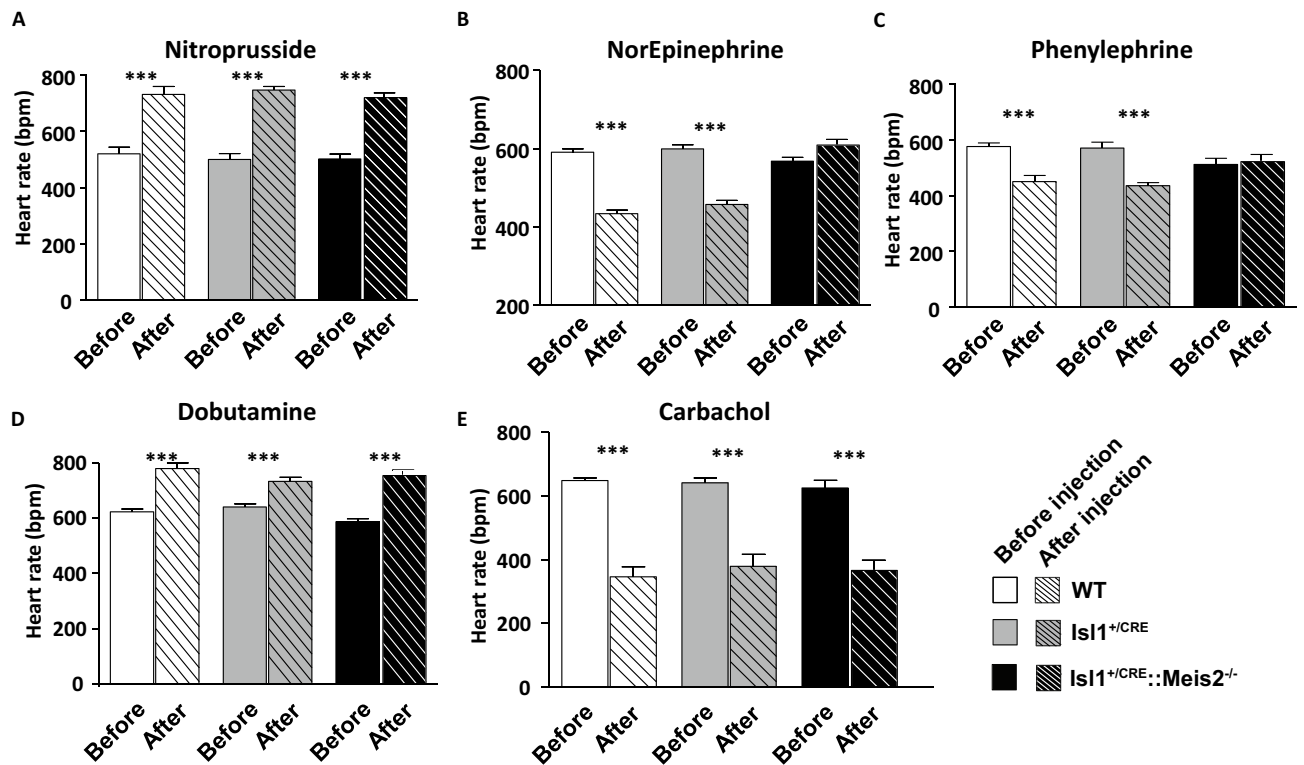 A
Nitroprusside
Heart rate (bpm)
800
600
400
200
0
***
***
***
Before
After
Before
After
Before
After
B
NorEpinephrine
Heart rate (bpm)
800
600
400
200
***
***
Before
After
Before
After
Before
After
C
Phenylephrine
Heart rate (bpm)
800
600
400
200
0
***
***
Before
After
Before
After
Before
After
D
Dobutamine
Heart rate (bpm)
800
600
400
200
0
***
***
***
Before
After
Before
After
Before
After
E
Carbachol
Heart rate (bpm)
800
600
400
200
0
***
***
***
Before
After
Before
After
Before
After
Before injection
After injection
WT
Isl1+/CRE
Isl1+/CRE::Meis2-/-